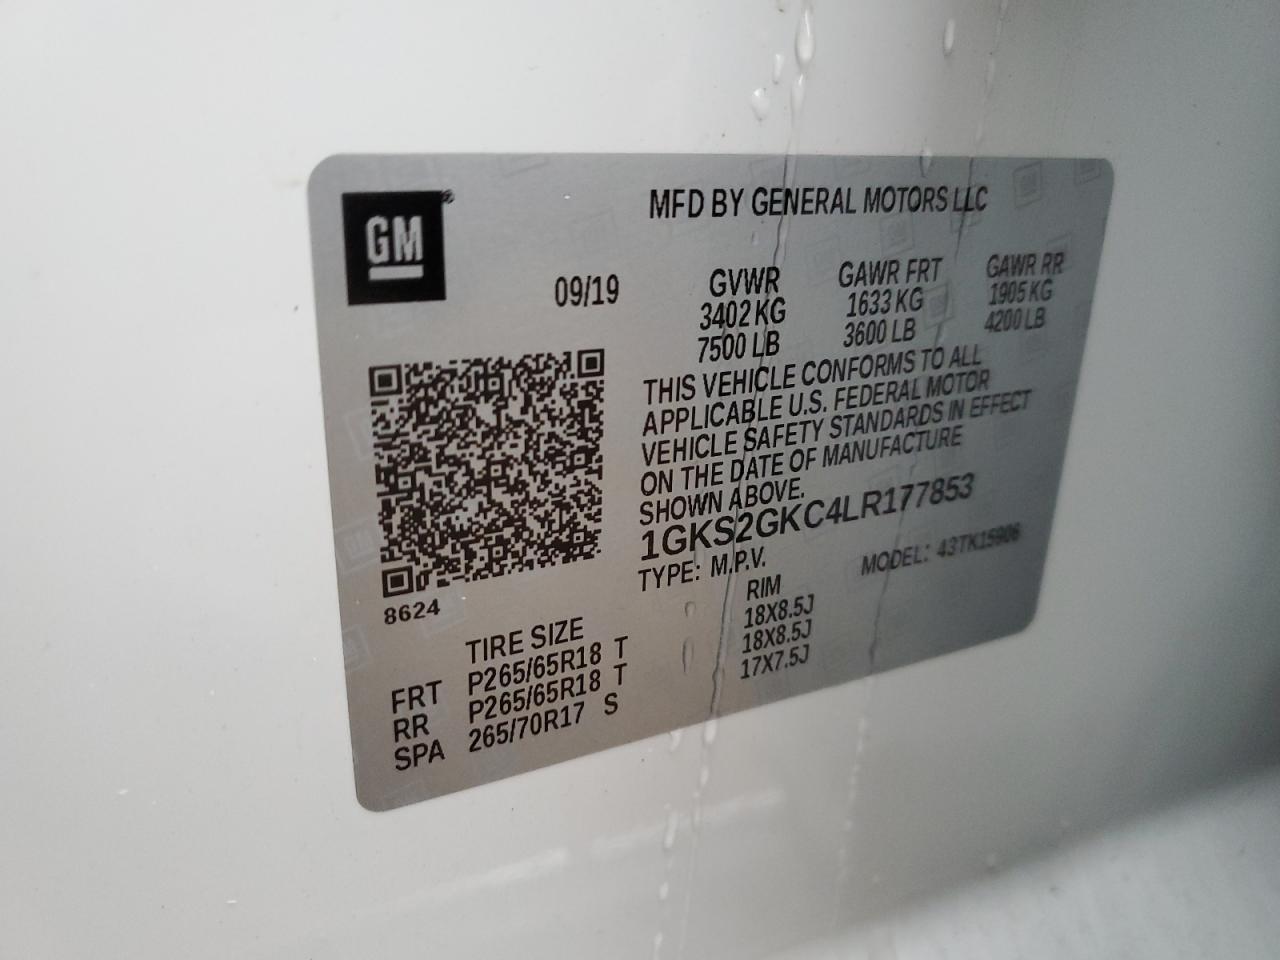 GM®
MFD BY GENERAL MOTORS LLC
09/19
GVWR GAWR FRT GAWR RR
3402 KG 1633 KG 1905 KG
7500 LB 3600 LB 4200 LB
THIS VEHICLE CONFORMS TO ALL
APPLICABLE U.S. FEDERAL MOTOR
VEHICLE SAFETY STANDARDS IN EFFECT
ON THE DATE OF MANUFACTURE
SHOWN ABOVE.
1GKS2GKC4LR177853
TYPE: M.P.V. MODEL: 43TK15906
8624
TIRE SIZE RIM
FRT P265/65R18 T 18X8.5J
RR P265/65R18 T 18X8.5J
SPA 265/70R17 S 17X7.5J